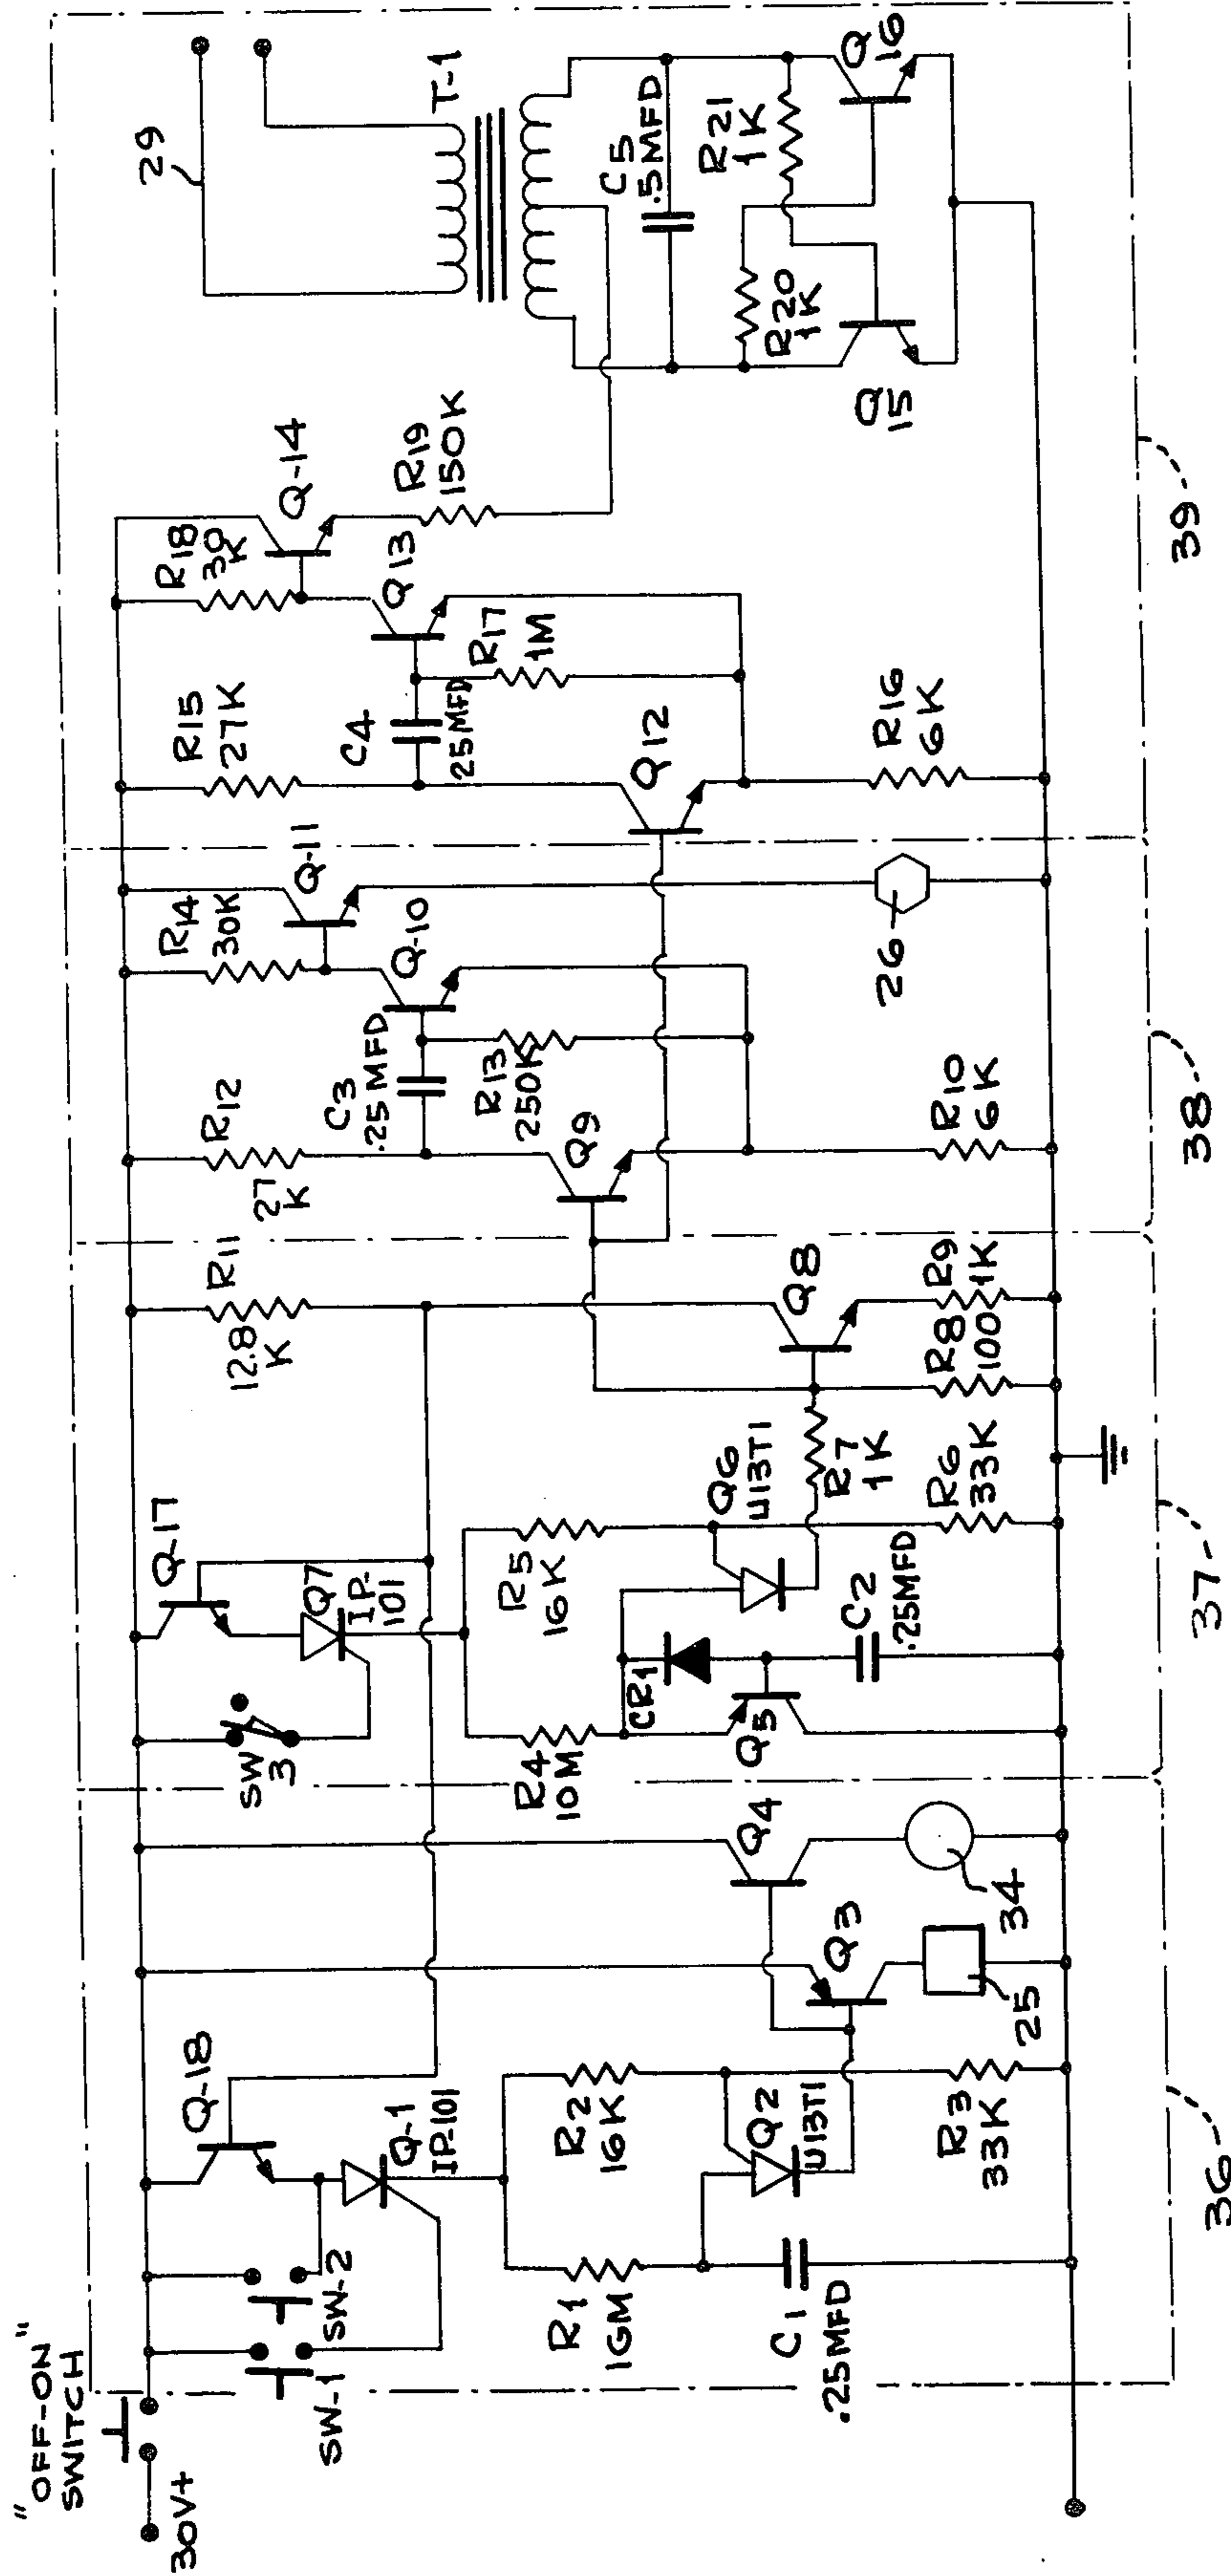 "OFF-ON"
SWITCH
30V+
SW-1
SW-2
Q-18
Q-1
IP-101
R1
1GM
C1
.25MFD
R2
16K
Q2
U13T1
R3
33K
Q3
25
Q4
34
36
SW
3
Q-17
Q7
IP-
101
R4
10M
CR1
Q5
R5
16K
Q6
U13T1
C2
.25MFD
R7
1K
R6
33K
R11
12.8
K
Q8
R8
100
R9
1K
37
R12
27
K
C3
.25MFD
R13
250K
Q9
R10
6K
R14
30K
Q-11
Q-10
26
38
R15
27K
C4
25MFD
Q12
R16
6K
R18
30
K
Q-14
Q13
R17
1M
R19
150K
29
T-1
C5
.5MFD
R20
1K
R21
1K
Q
15
Q
16
39